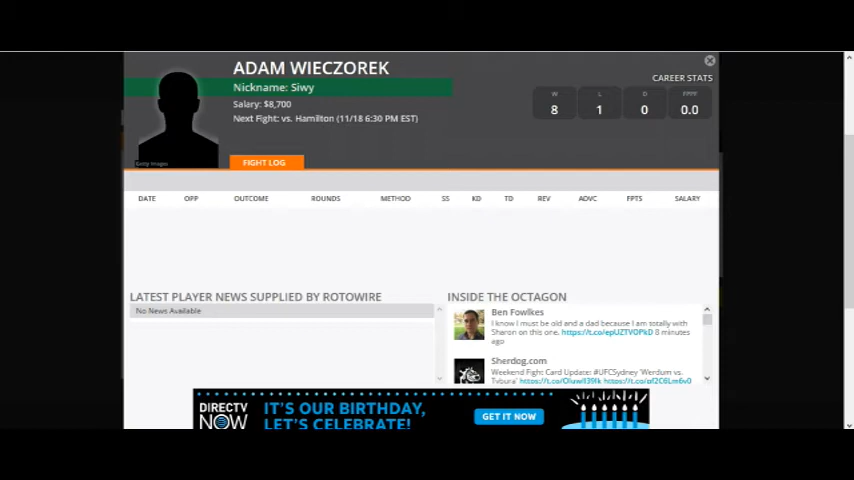 ADAM WIECZOREK
Nickname: Siwy
Salary: $8,700
Next Fight: vs. Hamilton (11/18 6:30 PM EST)
CAREER STATS
W L D FPPF
8 1 0 0.0
Getty Images
FIGHT LOG
DATE OPP OUTCOME ROUNDS METHOD SS KD TD REV ADVC FPTS SALARY
LATEST PLAYER NEWS SUPPLIED BY ROTOWIRE
No News Available
INSIDE THE OCTAGON
Ben Fowlkes
I know I must be old and a dad because I am totally with
Sharon on this one. https://t.co/epUZTVOPkD 8 minutes
ago
Sherdog.com
Weekend Fight Card Update: #UFCSydney 'Werdum vs.
Tybura'
DIRECTV
NOW
IT'S OUR BIRTHDAY,
LET'S CELEBRATE!
GET IT NOW